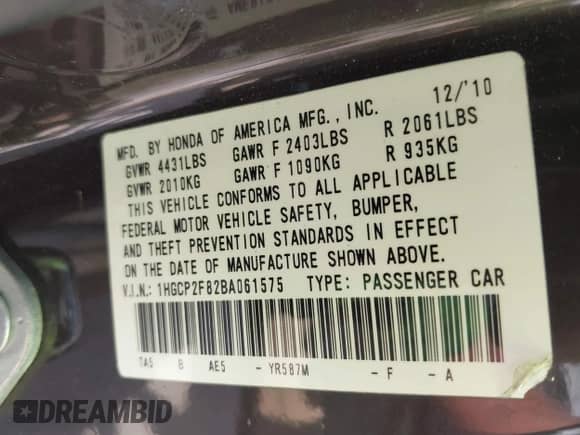 MFD. BY HONDA OF AMERICA MFG., INC. 12/'10
GVWR 4431LBS GAWR F 2403LBS R 2061LBS
GVWR 2010KG GAWR F 1090KG R 935KG
THIS VEHICLE CONFORMS TO ALL APPLICABLE
FEDERAL MOTOR VEHICLE SAFETY, BUMPER,
AND THEFT PREVENTION STANDARDS IN EFFECT
ON THE DATE OF MANUFACTURE SHOWN ABOVE.
V.I.N.: 1HGCP2F82BA061575 TYPE: PASSENGER CAR
TA5 B AE5 - YR587M - F - A
DREAMBID